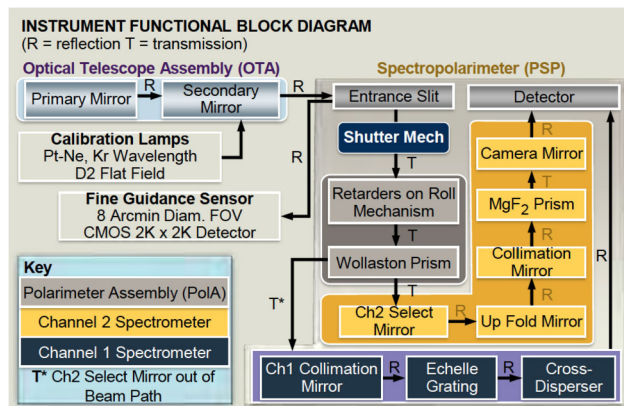 INSTRUMENT FUNCTIONAL BLOCK DIAGRAM
(R = reflection T = transmission)
Optical Telescope Assembly (OTA)
Spectropolarimeter (PSP)
Primary Mirror
R
Secondary
Mirror
R
Entrance Slit
Detector
Calibration Lamps
Pt-Ne, Kr Wavelength
D2 Flat Field
R
Fine Guidance Sensor
8 Arcmin Diam. FOV
CMOS 2K x 2K Detector
Shutter Mech
T
Retarders on Roll
Mechanism
T
Wollaston Prism
T
T*
Ch2 Select
Mirror
R
Up Fold Mirror
R
Collimation
Mirror
R
MgF2 Prism
T
Camera Mirror
R
R
Ch1 Collimation
Mirror
R
Echelle
Grating
R
Cross-
Disperser
Key
Polarimeter Assembly (PolA)
Channel 2 Spectrometer
Channel 1 Spectrometer
T* Ch2 Select Mirror out of
Beam Path